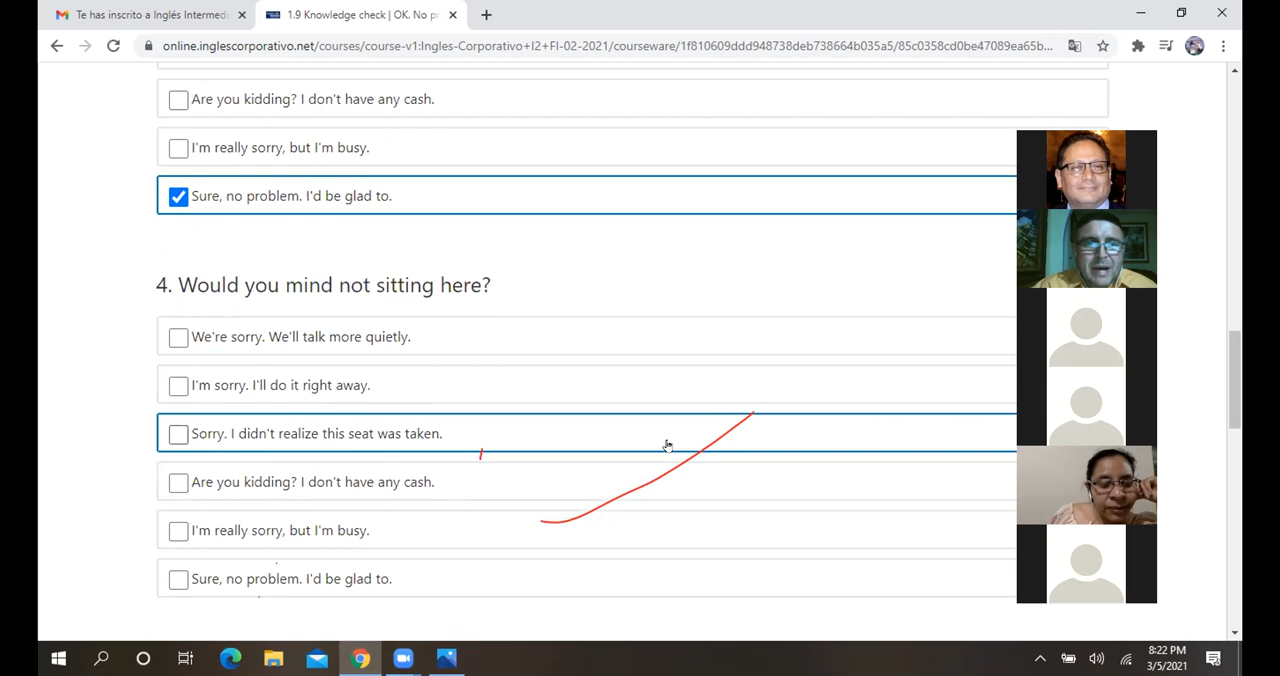 Te has inscrito a Inglés Intermedi
1.9 Knowledge check | OK. No pr
online.inglescorporativo.net/courses/course-v1:Ingles-Corporativo+I2+FI-02-2021/courseware/1f810609ddd948738deb738664b035a5/85c0358cd0be47089ea65b...
Are you kidding? I don't have any cash.
I'm really sorry, but I'm busy.
Sure, no problem. I'd be glad to.
4. Would you mind not sitting here?
We're sorry. We'll talk more quietly.
I'm sorry. I'll do it right away.
Sorry. I didn't realize this seat was taken.
Are you kidding? I don't have any cash.
I'm really sorry, but I'm busy.
Sure, no problem. I'd be glad to.
8:22 PM
3/5/2021